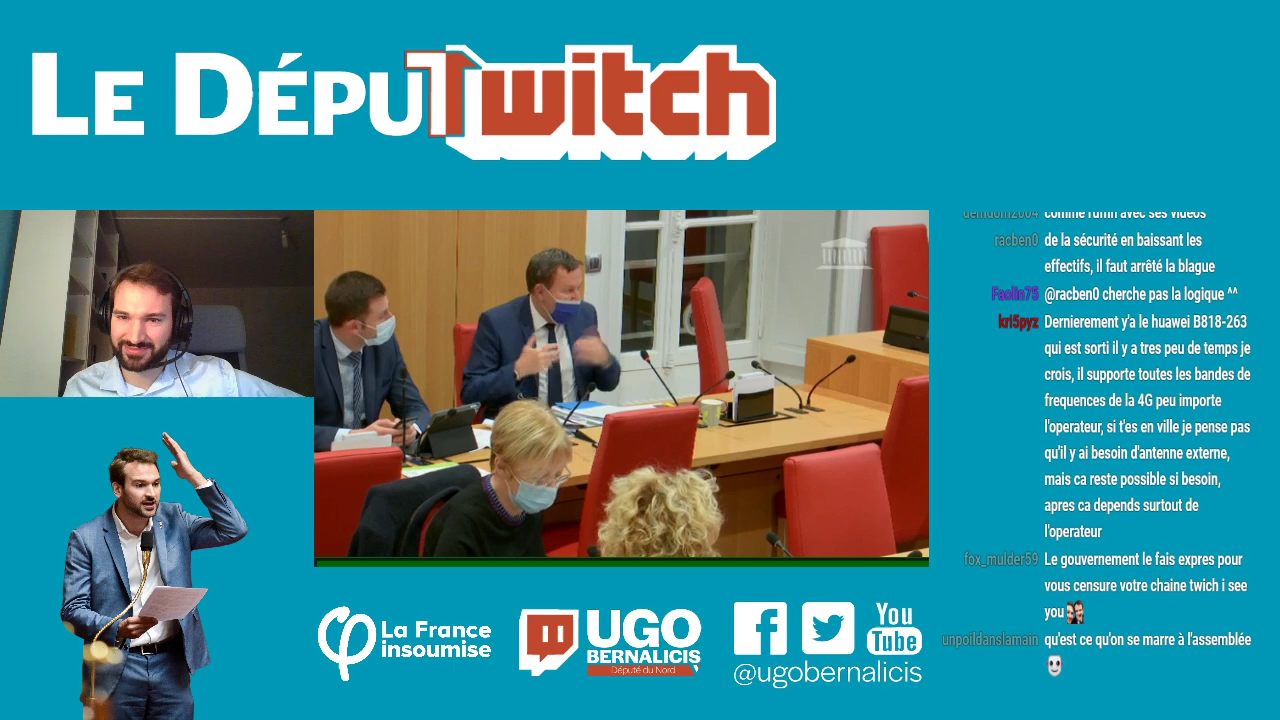 LE DÉPUTwitch
comme rumin avec ses vidéos
racben0 de la sécurité en baissant les
effectifs, il faut arrêté la blague
Faolin75 @racben0 cherche pas la logique ^^
kri5pyz Dernierement y'a le huawei B818-263
qui est sorti il y a tres peu de temps je
crois, il supporte toutes les bandes de
frequences de la 4G peu importe
l'operateur, si t'es en ville je pense pas
qu'il y ai besoin d'antenne externe,
mais ca reste possible si besoin,
apres ca depends surtout de
l'operateur
fox_mulder59 Le gouvernement le fais expres pour
vous censure votre chaine twich i see
you
unpoildanslamain qu'est ce qu'on se marre à l'assemblée
La France
insoumise
UGO
BERNALICIS
Député du Nord
You
Tube
@ugobernalicis